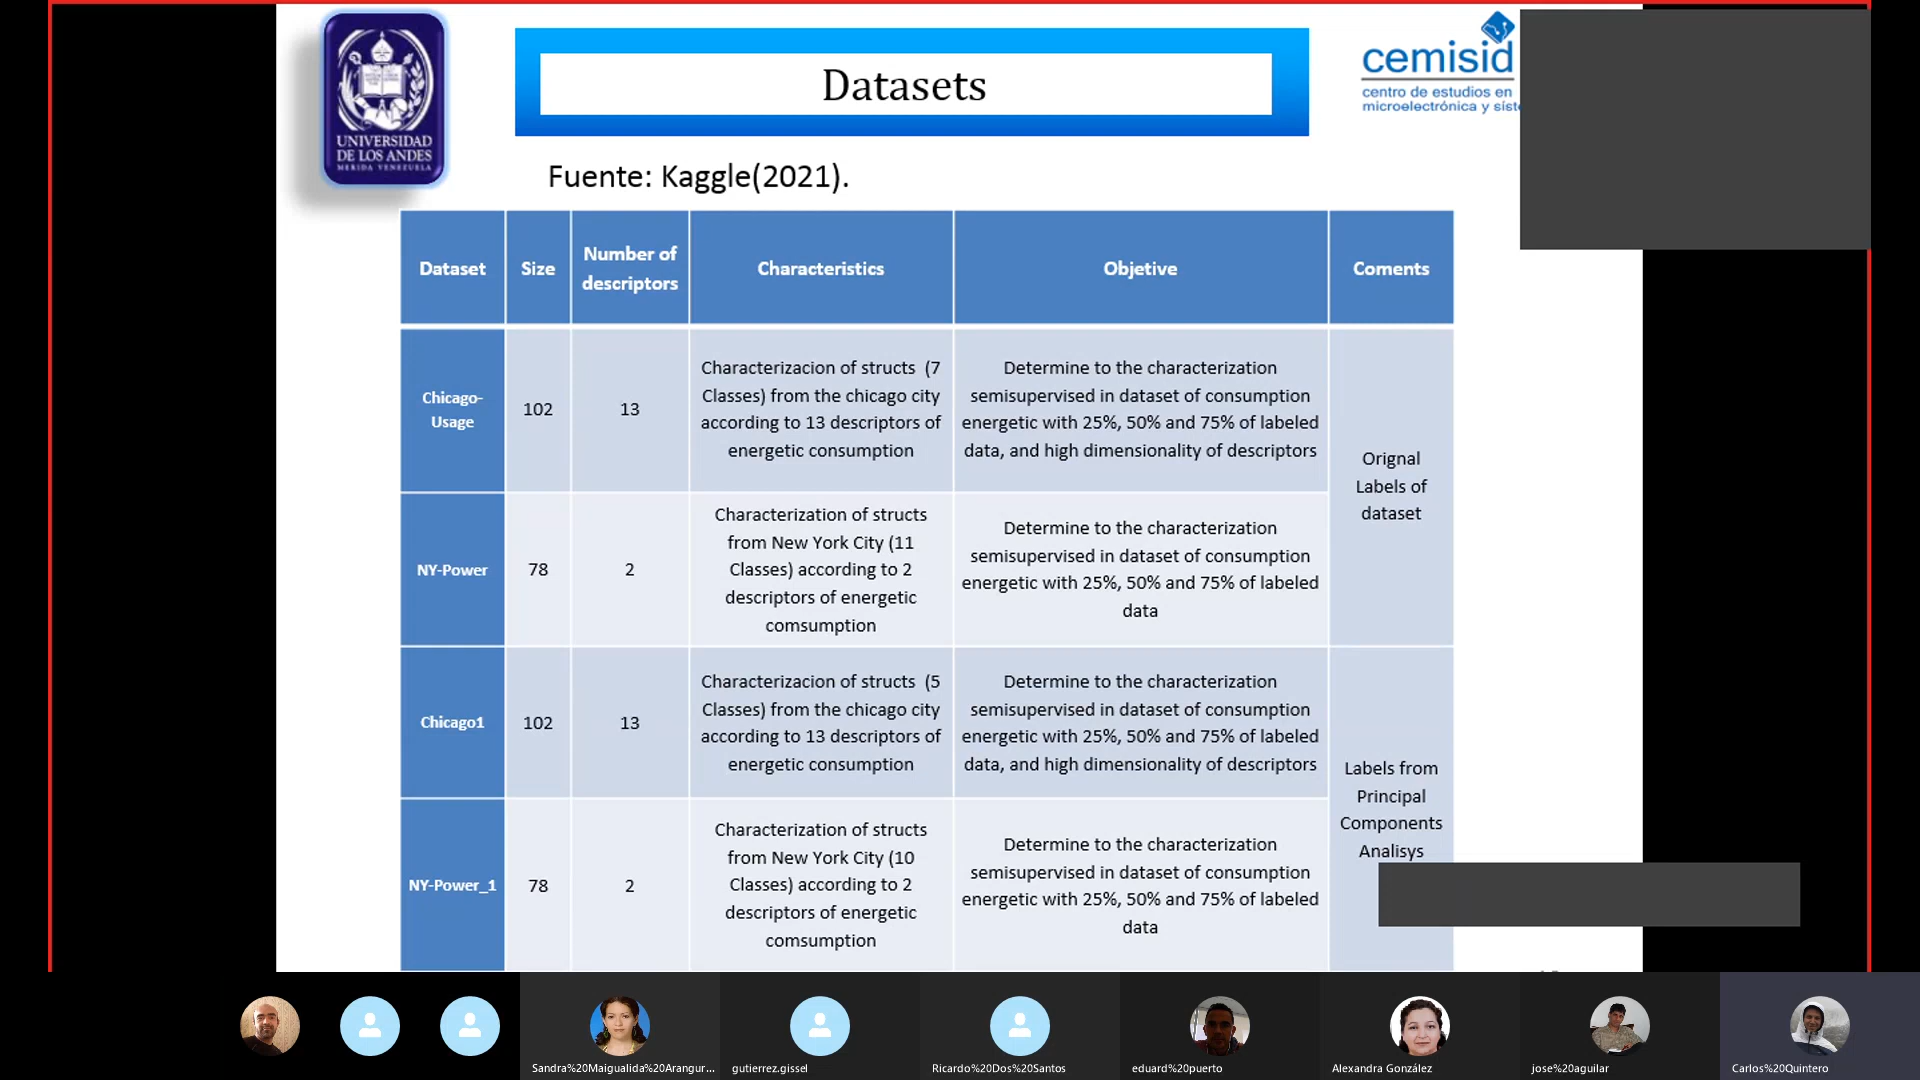 UNIVERSIDAD
DE LOS ANDES
MERIDA VENEZUELA
Datasets
cemisid
centro de estudios en
microelectrónica y sist
Fuente: Kaggle(2021).
Dataset
Size
Number of
descriptors
Characteristics
Objetive
Coments
Chicago-
Usage
102
13
Characterizacion of structs (7
Classes) from the chicago city
according to 13 descriptors of
energetic consumption
Determine to the characterization
semisupervised in dataset of consumption
energetic with 25%, 50% and 75% of labeled
data, and high dimensionality of descriptors
Orignal
Labels of
dataset
NY-Power
78
2
Characterization of structs
from New York City (11
Classes) according to 2
descriptors of energetic
comsumption
Determine to the characterization
semisupervised in dataset of consumption
energetic with 25%, 50% and 75% of labeled
data
Chicago1
102
13
Characterizacion of structs (5
Classes) from the chicago city
according to 13 descriptors of
energetic consumption
Determine to the characterization
semisupervised in dataset of consumption
energetic with 25%, 50% and 75% of labeled
data, and high dimensionality of descriptors
Labels from
Principal
Components
Analisys
NY-Power_1
78
2
Characterization of structs
from New York City (10
Classes) according to 2
descriptors of energetic
comsumption
Determine to the characterization
semisupervised in dataset of consumption
energetic with 25%, 50% and 75% of labeled
data
Sandra%20Maigualida%20Arangur...
gutierrez.gissel
Ricardo%20Dos%20Santos
eduard%20puerto
Alexandra González
jose%20aguilar
Carlos%20Quintero